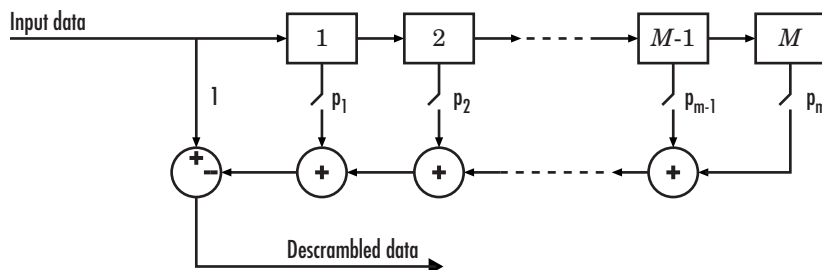 Input data
1 2 M-1 M
1 p1 p2 pm-1 pm
+ − + + +
Descrambled data